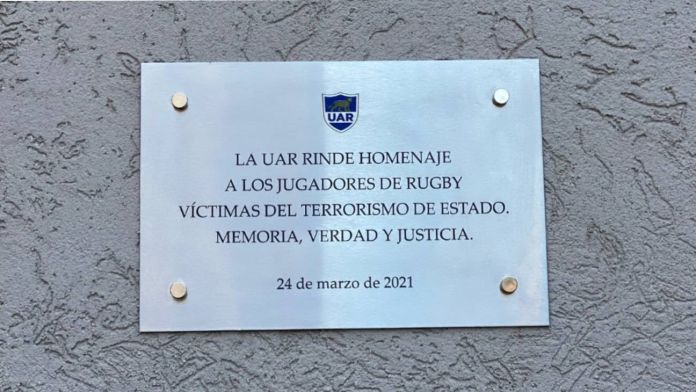 UAR
LA UAR RINDE HOMENAJE
A LOS JUGADORES DE RUGBY
VÍCTIMAS DEL TERRORISMO DE ESTADO.
MEMORIA, VERDAD Y JUSTICIA.
24 de marzo de 2021